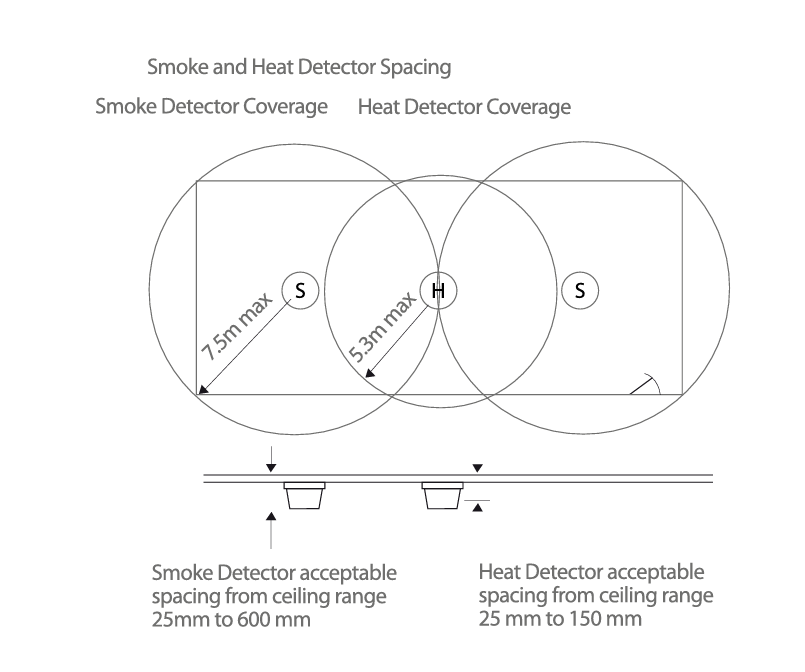 Smoke and Heat Detector Spacing
Smoke Detector Coverage
Heat Detector Coverage
S
H
S
7.5m max
5.3m max
Smoke Detector acceptable
spacing from ceiling range
25mm to 600 mm
Heat Detector acceptable
spacing from ceiling range
25 mm to 150 mm